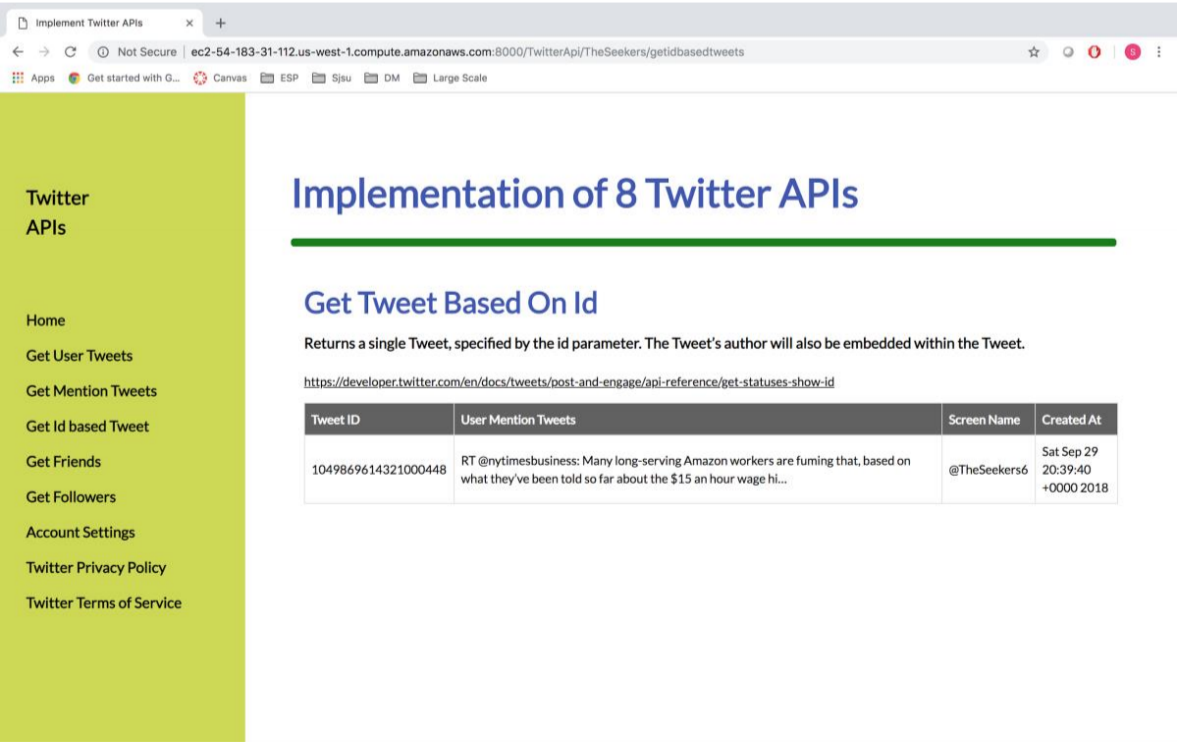 Implement Twitter APIs
Not Secure | ec2-54-183-31-112.us-west-1.compute.amazonaws.com:8000/TwitterApi/TheSeekers/getidbasedtweets
Apps Get started with G... Canvas ESP Sjsu DM Large Scale
Twitter
APIs
Home
Get User Tweets
Get Mention Tweets
Get Id based Tweet
Get Friends
Get Followers
Account Settings
Twitter Privacy Policy
Twitter Terms of Service
Implementation of 8 Twitter APIs
Get Tweet Based On Id
Returns a single Tweet, specified by the id parameter. The Tweet’s author will also be embedded within the Tweet.
https://developer.twitter.com/en/docs/tweets/post-and-engage/api-reference/get-statuses-show-id
Tweet ID User Mention Tweets Screen Name Created At
1049869614321000448
RT @nytimesbusiness: Many long-serving Amazon workers are fuming that, based on
what they’ve been told so far about the $15 an hour wage hi...
@TheSeekers6
Sat Sep 29
20:39:40
+0000 2018